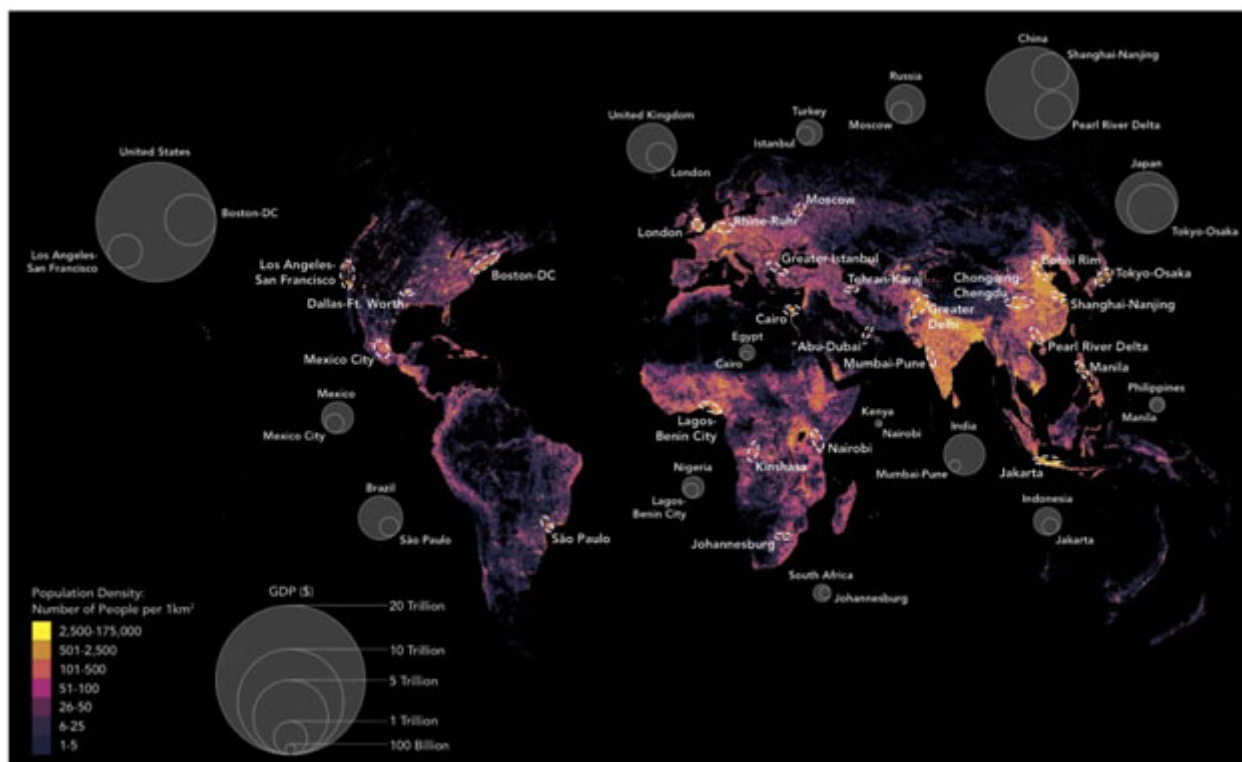 China
Shanghai-Nanjing
Russia
United Kingdom
Turkey
Moscow
Istanbul
Pearl River Delta
United States
London
Japan
Boston-DC
Moscow
Rhine-Ruhr
London
Tokyo-Osaka
Los Angeles-
San Francisco
Los Angeles-
San Francisco
Boston-DC
Greater Istanbul
Bohai Rim
Tehran-Karaj
Chongqing-
Chengdu
Tokyo-Osaka
Dallas-Ft. Worth
Cairo
Greater
Delhi
Shanghai-Nanjing
Egypt
"Abu-Dubai"
Pearl River Delta
Mexico City
Cairo
Mumbai-Pune
Manila
Mexico
Philippines
Kenya
Manila
Mexico City
Lagos-
Benin City
Nairobi
India
Nairobi
Kinshasa
Nigeria
Mumbai-Pune
Jakarta
Brazil
Lagos-
Benin City
Indonesia
São Paulo
São Paulo
Johannesburg
Jakarta
South Africa
Johannesburg
Population Density:
Number of People per 1km²
2,500-175,000
501-2,500
101-500
51-100
26-50
6-25
1-5
GDP ($)
20 Trillion
10 Trillion
5 Trillion
1 Trillion
100 Billion